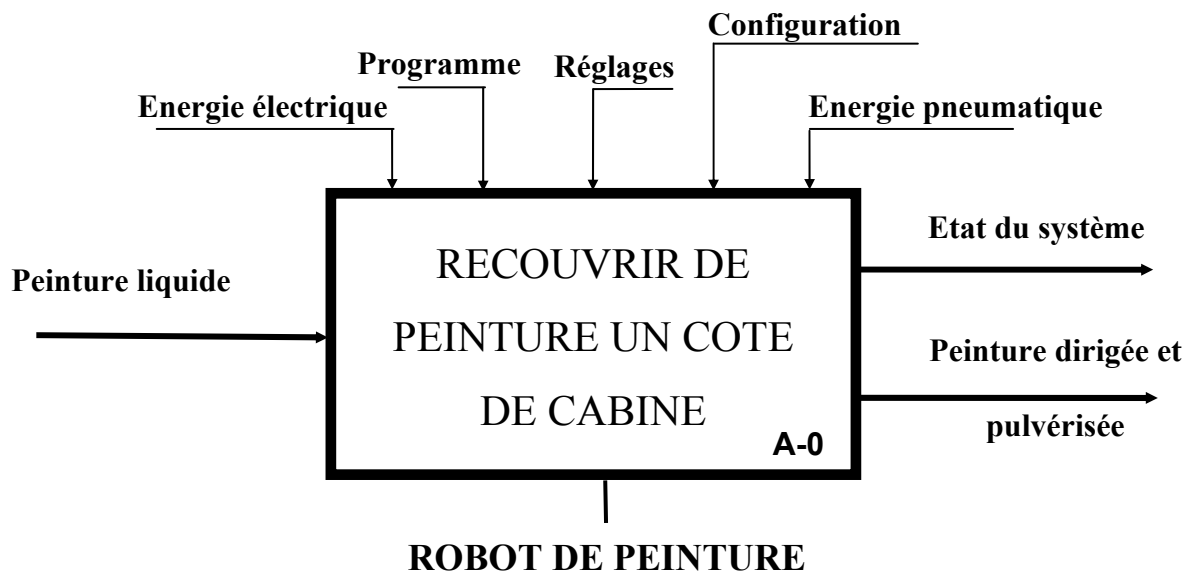 Configuration
Programme
Réglages
Energie électrique
Energie pneumatique
RECOUVRIR DE
PEINTURE UN COTE
DE CABINE
A-0
Peinture liquide
Etat du système
Peinture dirigée et
pulvérisée
ROBOT DE PEINTURE